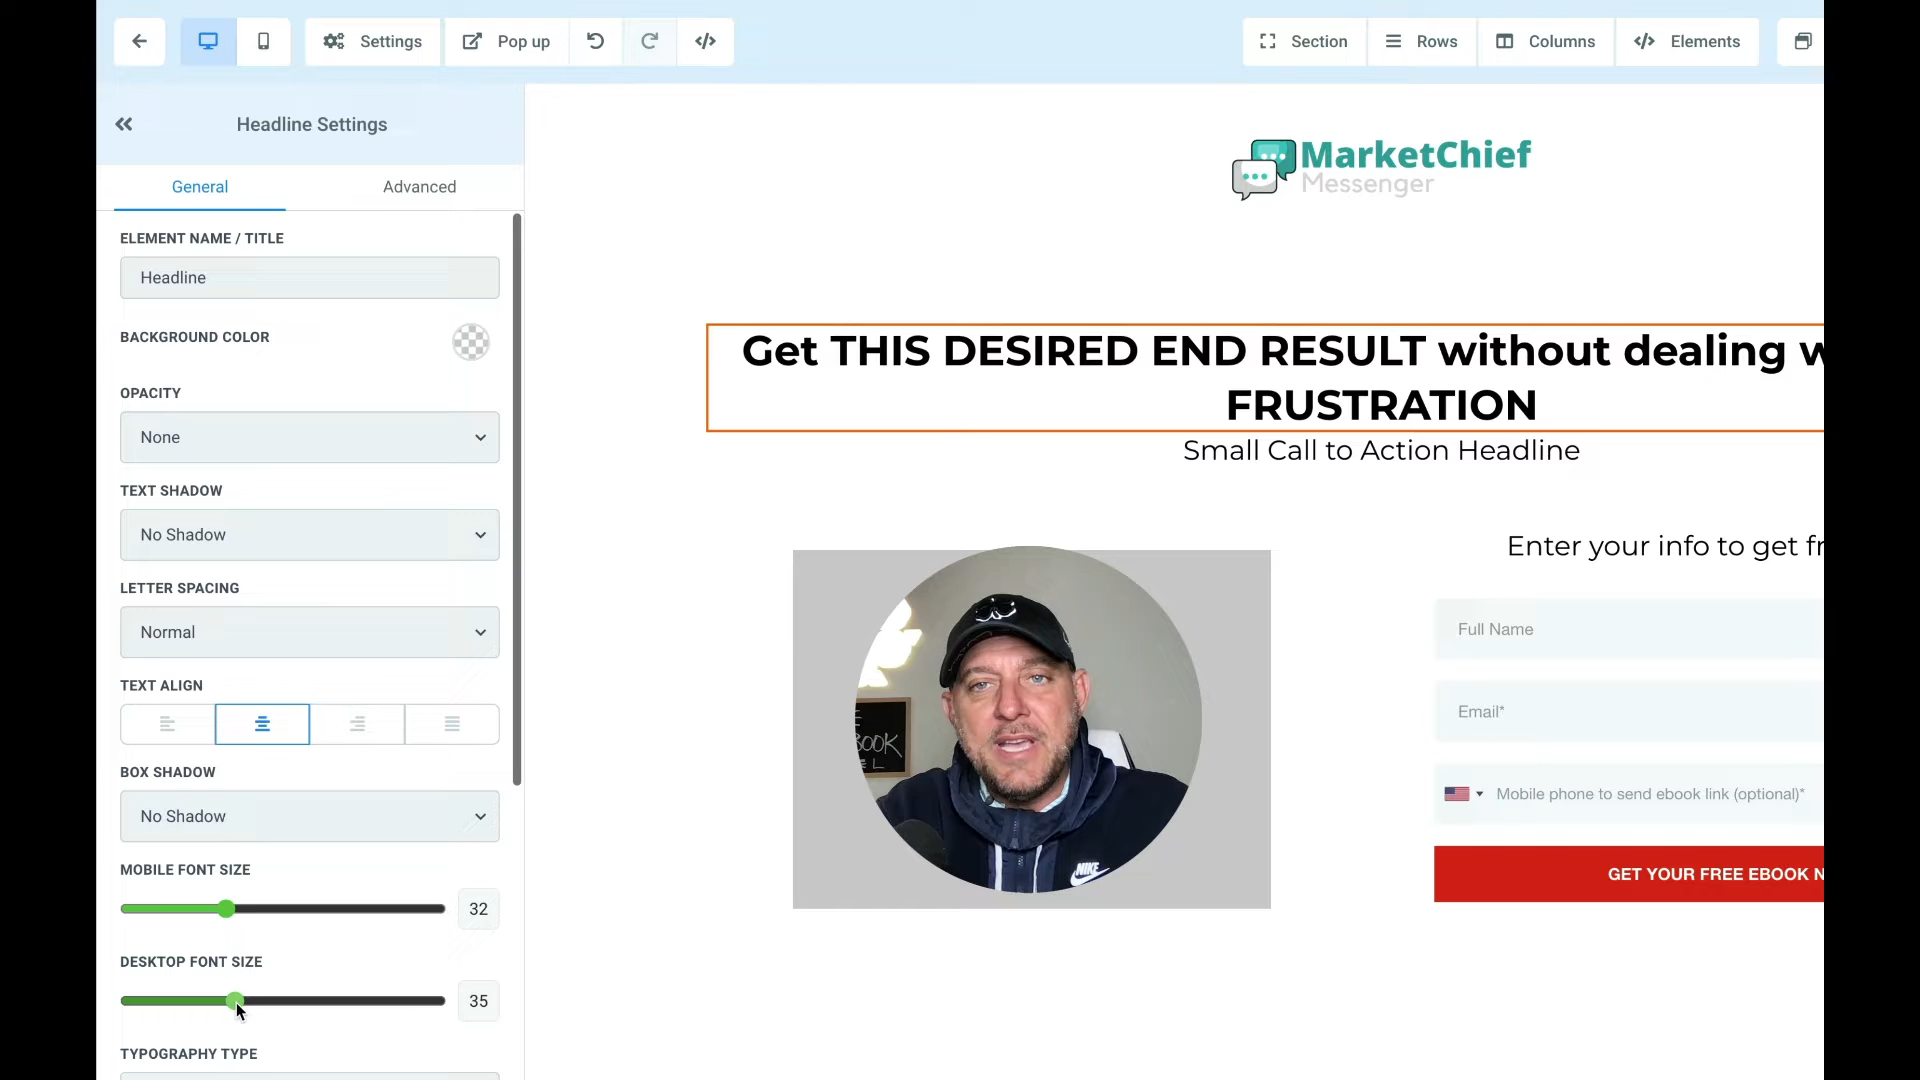 Settings
Pop up
Section
Rows
Columns
Elements
Headline Settings
General
Advanced
ELEMENT NAME / TITLE
Headline
BACKGROUND COLOR
OPACITY
None
TEXT SHADOW
No Shadow
LETTER SPACING
Normal
TEXT ALIGN
BOX SHADOW
No Shadow
MOBILE FONT SIZE
32
DESKTOP FONT SIZE
35
TYPOGRAPHY TYPE
MarketChief
Messenger
Get THIS DESIRED END RESULT without dealing w
FRUSTRATION
Small Call to Action Headline
OOK
E L
NIKE
Enter your info to get fr
Full Name
Email*
Mobile phone to send ebook link (optional)*
GET YOUR FREE EBOOK N